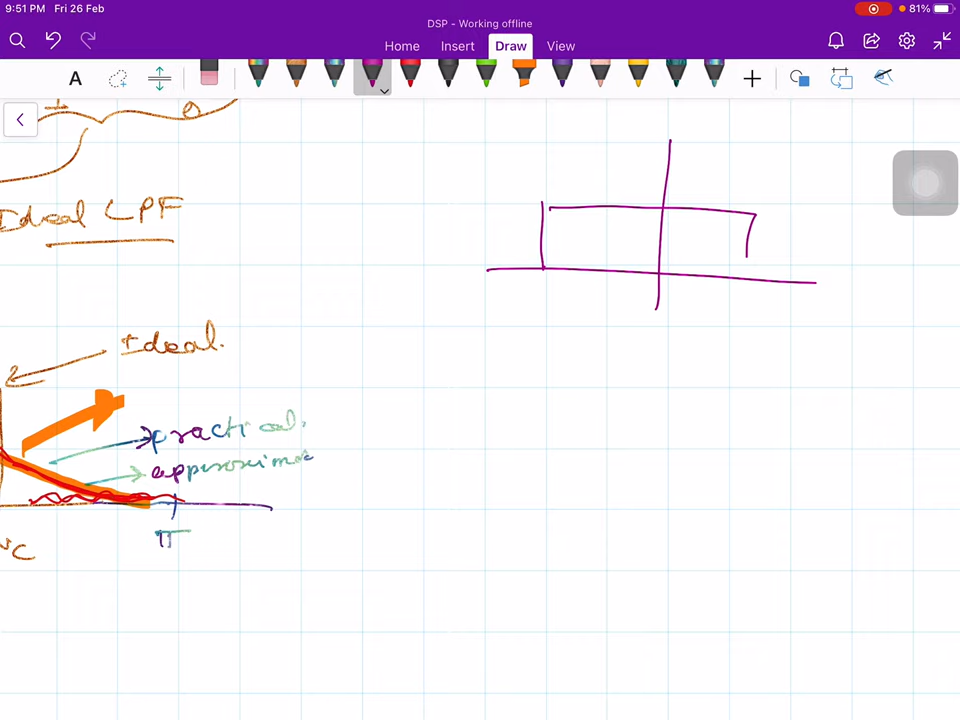 9:51 PM Fri 26 Feb
81%
DSP - Working offline
Home Insert Draw View
A
Ideal LPF
Ideal.
practical.
approximate
π